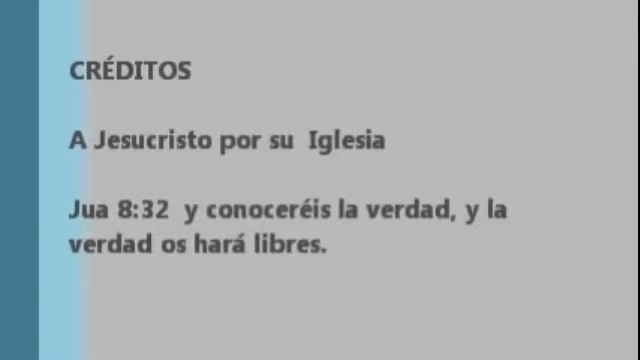 CRÉDITOS
A Jesucristo por su  Iglesia
Jua 8:32  y conoceréis la verdad, y la
verdad os hará libres.